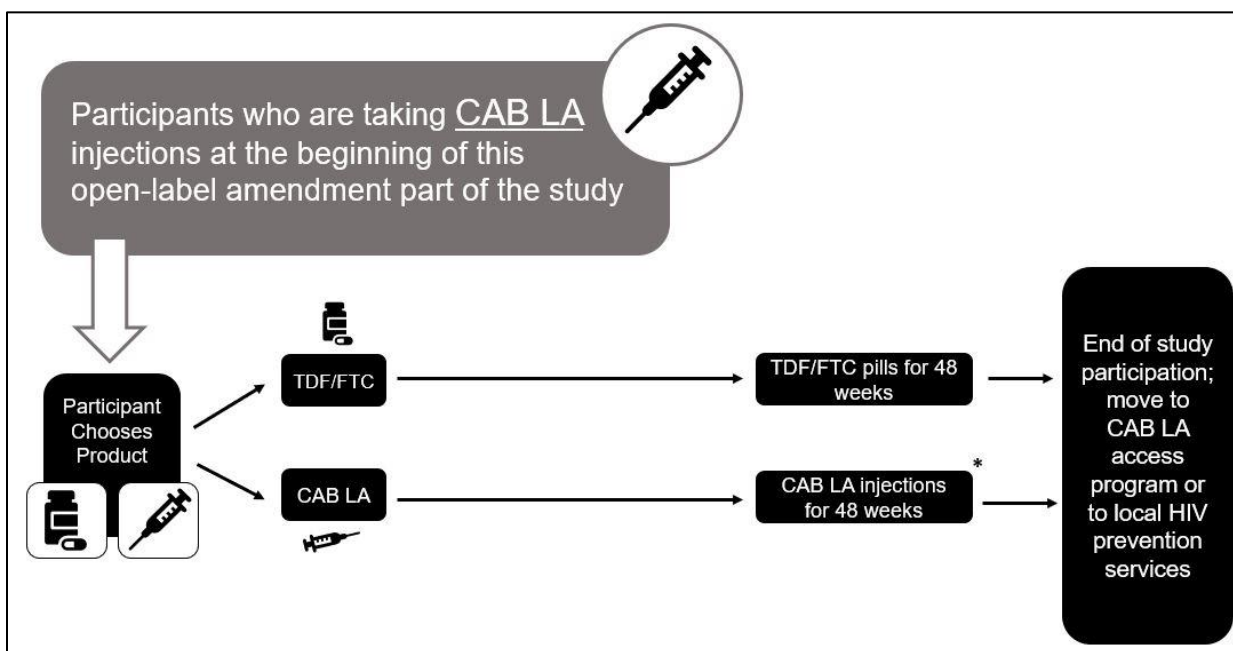 Participants who are taking CAB LA
injections at the beginning of this
open-label amendment part of the study
Participant
Chooses
Product
TDF/FTC
TDF/FTC pills for 48
weeks
CAB LA
CAB LA injections
for 48 weeks
*
End of study
participation;
move to
CAB LA
access
program or
to local HIV
prevention
services